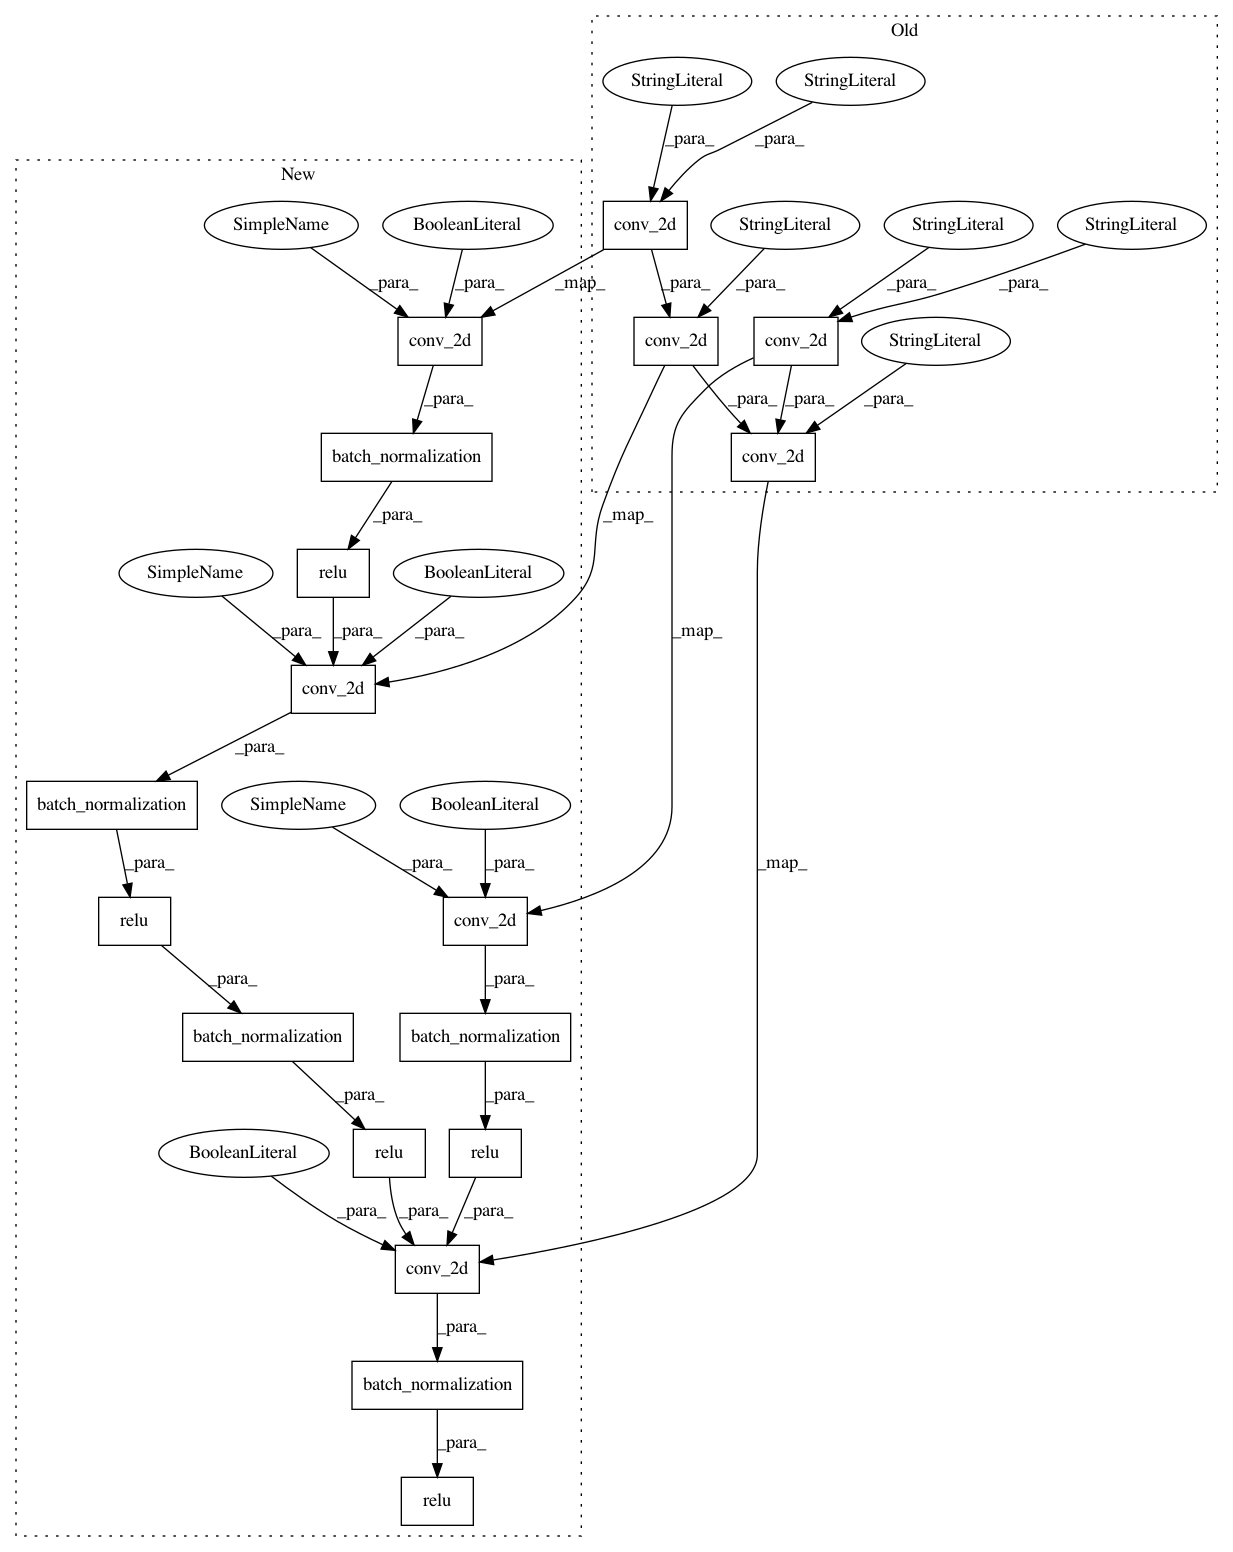 Old
StringLiteral StringLiteral
_para_ _para_
New
SimpleName BooleanLiteral conv_2d StringLiteral StringLiteral StringLiteral
_para_ _para_ _map_ _para_ _para_ _para_ _para_
conv_2d conv_2d conv_2d StringLiteral
_para_ _para_ _para_ _para_
batch_normalization conv_2d
_para_ _map_
SimpleName relu BooleanLiteral
_para_ _para_ _para_ _map_
conv_2d
_para_
batch_normalization SimpleName BooleanLiteral
_para_ _para_ _para_ _map_
relu conv_2d
_para_ _para_
batch_normalization batch_normalization
_para_ _para_
BooleanLiteral relu relu
_para_ _para_ _para_
conv_2d
_para_
batch_normalization
_para_
relu